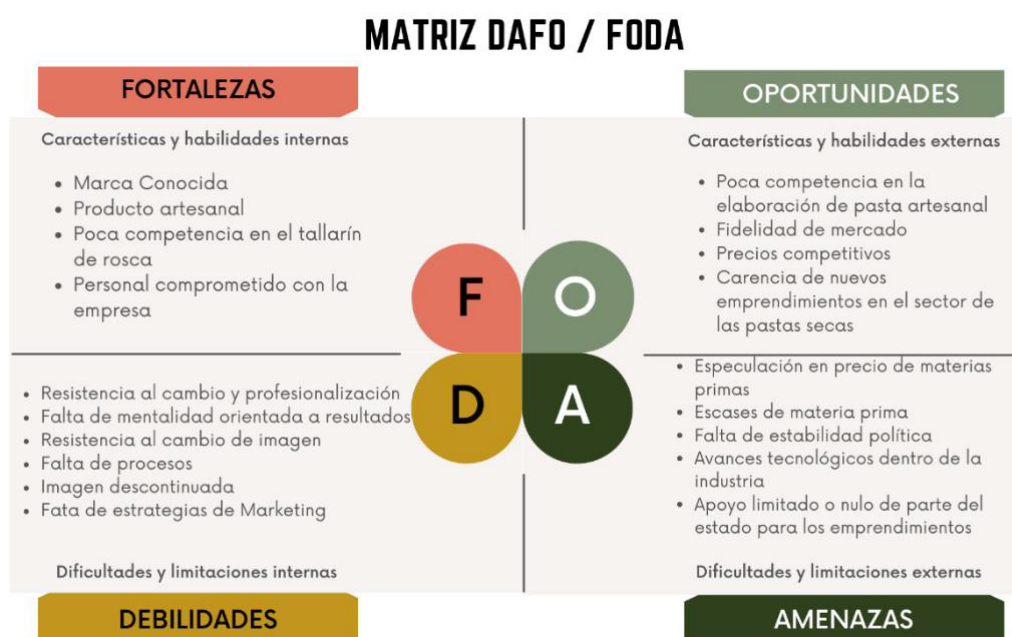 MATRIZ DAFO / FODA
FORTALEZAS
Características y habilidades internas
• Marca Conocida
• Producto artesanal
• Poca competencia en el tallarín
de rosca
• Personal comprometido con la
empresa
OPORTUNIDADES
Características y habilidades externas
• Poca competencia en la
elaboración de pasta artesanal
• Fidelidad de mercado
• Precios competitivos
• Carencia de nuevos
emprendimientos en el sector de
las pastas secas
F
O
D
A
• Resistencia al cambio y profesionalización
• Falta de mentalidad orientada a resultados
• Resistencia al cambio de imagen
• Falta de procesos
• Imagen descontinuada
• Fata de estrategias de Marketing
Dificultades y limitaciones internas
DEBILIDADES
• Especulación en precio de materias
primas
• Escases de materia prima
• Falta de estabilidad política
• Avances tecnológicos dentro de la
industria
• Apoyo limitado o nulo de parte del
estado para los emprendimientos
Dificultades y limitaciones externas
AMENAZAS